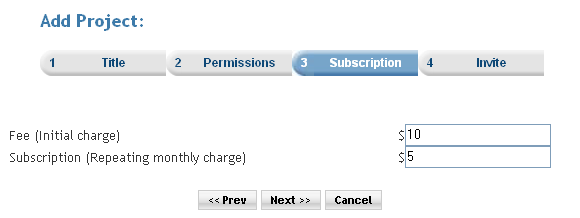 Add Project:
1 Title 2 Permissions 3 Subscription 4 Invite
Fee (Initial charge) $ 10
Subscription (Repeating monthly charge) $ 5
<< Prev Next >> Cancel